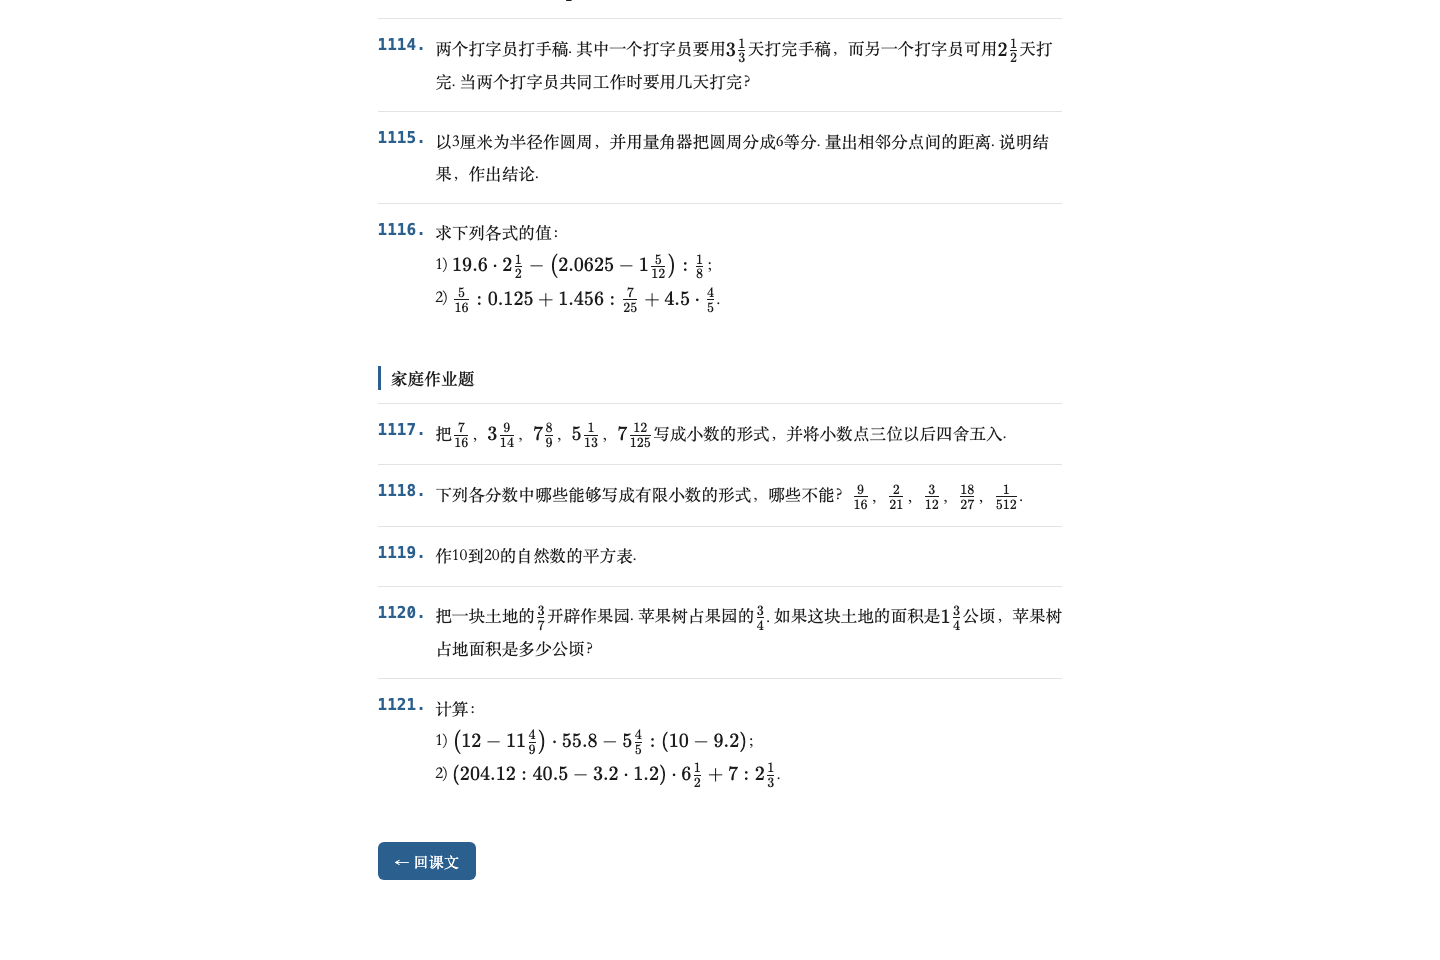 1114. 两个打字员打手稿. 其中一个打字员要用3 1/3天打完手稿，而另一个打字员可用2 1/2天打
完. 当两个打字员共同工作时要用几天打完？
1115. 以3厘米为半径作圆周，并用量角器把圆周分成6等分. 量出相邻分点间的距离. 说明结
果，作出结论.
1116. 求下列各式的值：
1) 19.6 · 2 1/2 − (2.0625 − 1 5/12) : 1/8；
2) 5/16 : 0.125 + 1.456 : 7/25 + 4.5 · 4/5.
家庭作业题
1117. 把7/16，3 9/14，7 8/9，5 1/13，7 12/125写成小数的形式，并将小数点三位以后四舍五入.
1118. 下列各分数中哪些能够写成有限小数的形式，哪些不能？ 9/16，2/21，3/12，18/27，1/512.
1119. 作10到20的自然数的平方表.
1120. 把一块土地的3/7开辟作果园. 苹果树占果园的3/4. 如果这块土地的面积是1 3/4公顷，苹果树
占地面积是多少公顷？
1121. 计算：
1) (12 − 11 4/9) · 55.8 − 5 4/5 : (10 − 9.2)；
2) (204.12 : 40.5 − 3.2 · 1.2) · 6 1/2 + 7 : 2 1/3.
← 回课文